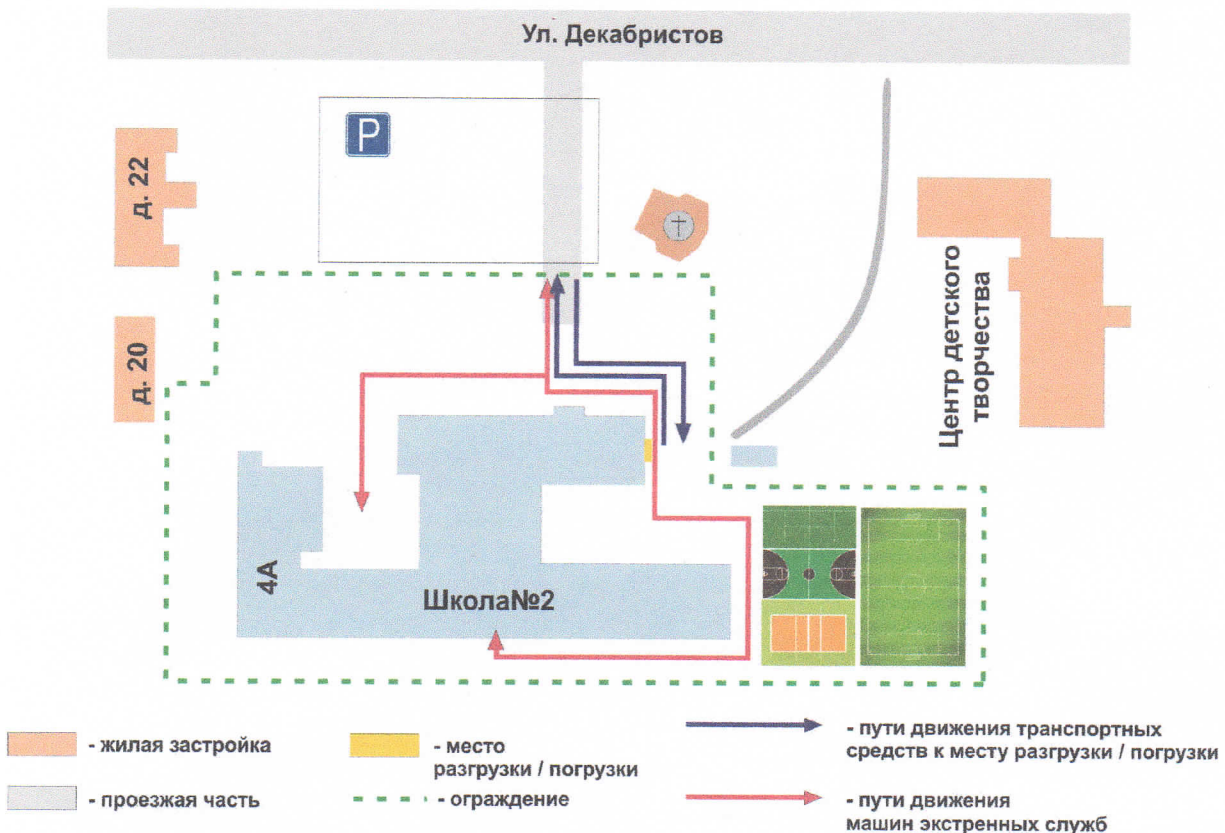 Ул. Декабристов
P
д. 22
д. 20
Центр детского
творчества
4А
Школа№2
- жилая застройка
- проезжая часть
- место
разгрузки / погрузки
- ограждение
- пути движения транспортных
средств к месту разгрузки / погрузки
- пути движения
машин экстренных служб